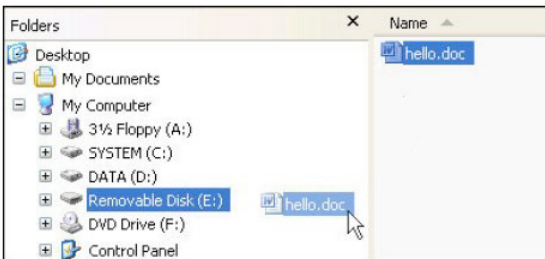 Folders
Desktop
My Documents
My Computer
3½ Floppy (A:)
SYSTEM (C:)
DATA (D:)
Removable Disk (E:)
DVD Drive (F:)
Control Panel
hello.doc
Name
hello.doc